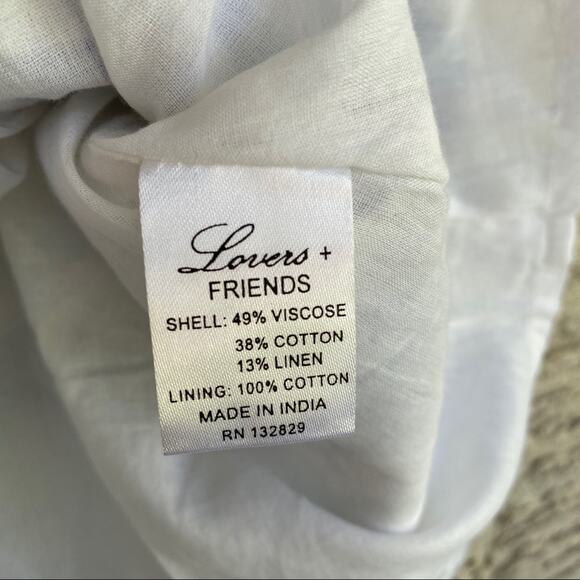 Lovers +
FRIENDS
SHELL: 49% VISCOSE
38% COTTON
13% LINEN
LINING: 100% COTTON
MADE IN INDIA
RN 132829